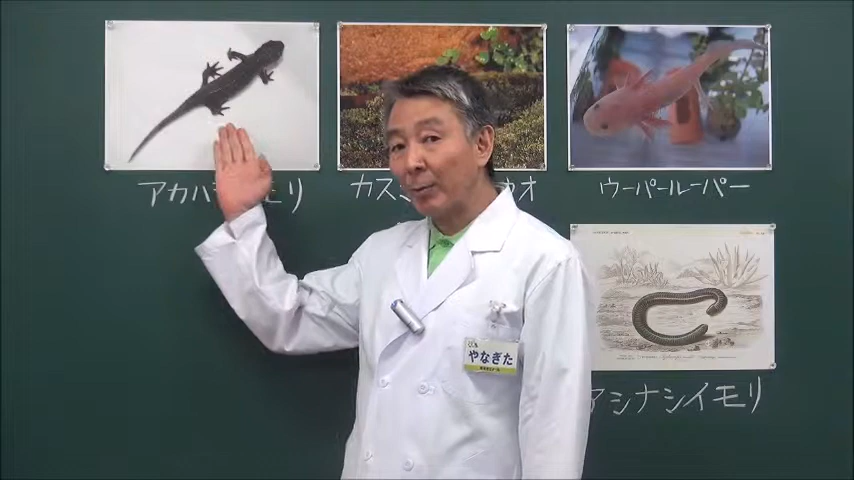 アカハ モリ
カス ウオ
ウーパールーパー
やなぎた
アシナシイモリ